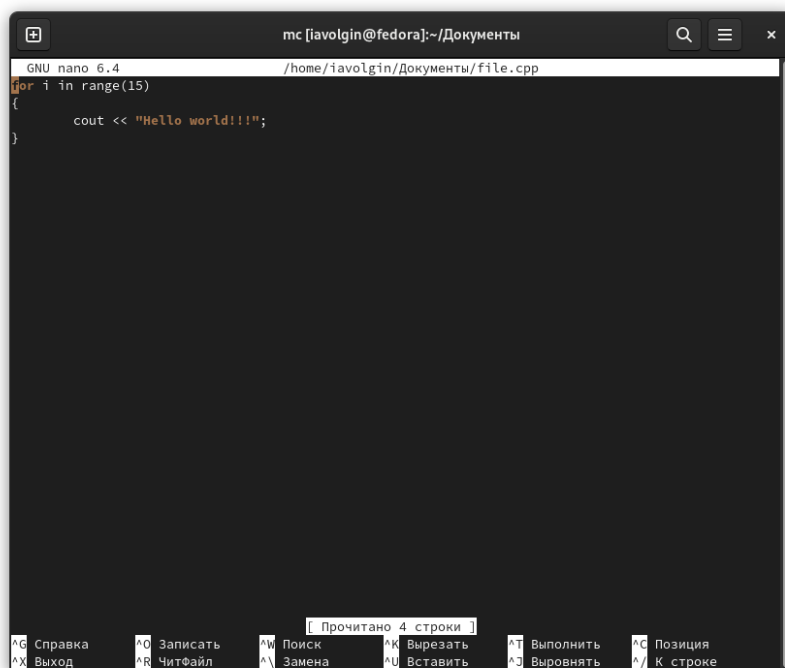 mc [iavolgin@fedora]:~/Документы
GNU nano 6.4 /home/iavolgin/Документы/file.cpp
for i in range(15)
{
        cout << "Hello world!!!";
}
[ Прочитано 4 строки ]
^G Справка ^O Записать ^W Поиск ^K Вырезать ^T Выполнить ^C Позиция
^X Выход ^R ЧитФайл ^\ Замена ^U Вставить ^J Выровнять ^/ К строке